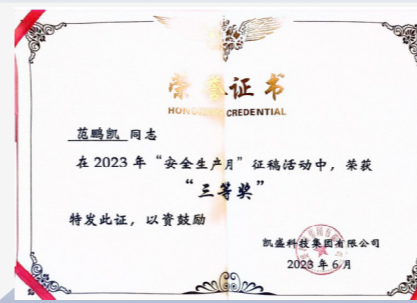 荣誉证书
HONORARY CREDENTIAL
范鹏凯 同志
在 2023 年“安全生产月”征稿活动中，荣获
“三等奖”
特发此证，以资鼓励
凯盛科技集团有限公司
2023 年 6 月